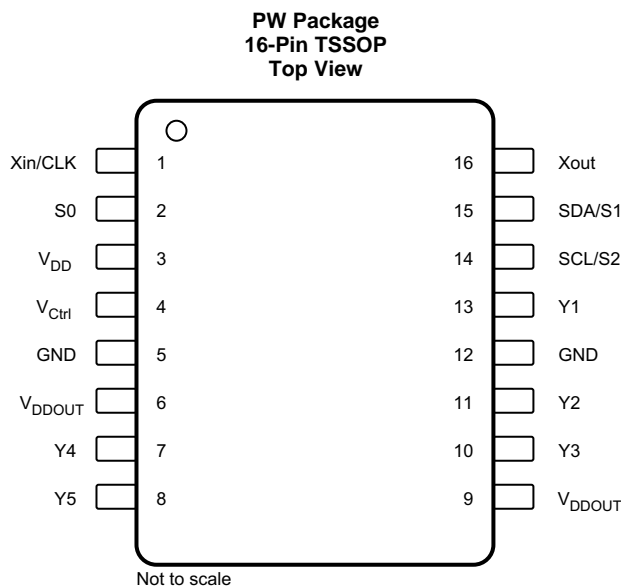 PW Package
16-Pin TSSOP
Top View
Xin/CLK 1 16 Xout
S0 2 15 SDA/S1
VDD 3 14 SCL/S2
VCtrl 4 13 Y1
GND 5 12 GND
VDDOUT 6 11 Y2
Y4 7 10 Y3
Y5 8 9 VDDOUT
Not to scale